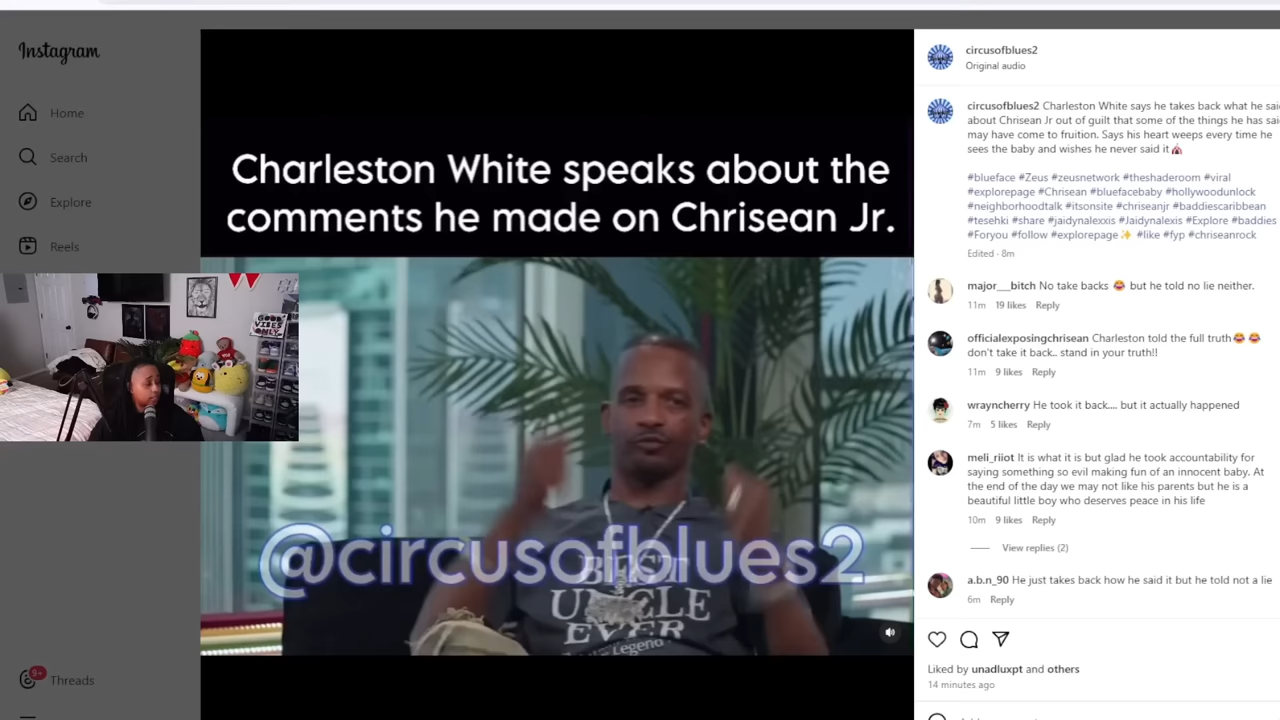 Instagram
Home
Search
Explore
Reels
GOOD
VIBES
ONLY
Threads
9+
Charleston White speaks about the
comments he made on Chrisean Jr.
@circusofblues2
BEST
UNCLE
EVER
Legend
circusofblues2
Original audio
circusofblues2 Charleston White says he takes back what he said
about Chrisean Jr out of guilt that some of the things he has said
may have come to fruition. Says his heart weeps every time he
sees the baby and wishes he never said it🎪
#blueface #Zeus #zeusnetwork #theshaderoom #viral
#explorepage #Chrisean #bluefacebaby #hollywoodunlock
#neighborhoodtalk #itsonsite #chriseanjr #baddiescaribbean
#tesehki #share #jaidynalexxis #Jaidynalexis #Explore #baddies
#Foryou #follow #explorepage✨ #like #fyp #chriseanrock
Edited · 8m
major___bitch No take backs 😂 but he told no lie neither.
11m 19 likes Reply
officialexposingchrisean Charleston told the full truth😂😂
don't take it back.. stand in your truth!!
11m 9 likes Reply
wrayncherry He took it back.... but it actually happened
7m 5 likes Reply
meli_riiot It is what it is but glad he took accountability for
saying something so evil making fun of an innocent baby. At
the end of the day we may not like his parents but he is a
beautiful little boy who deserves peace in his life
10m 9 likes Reply
View replies (2)
a.b.n_90 He just takes back how he said it but he told not a lie
6m Reply
Liked by unadluxpt and others
14 minutes ago